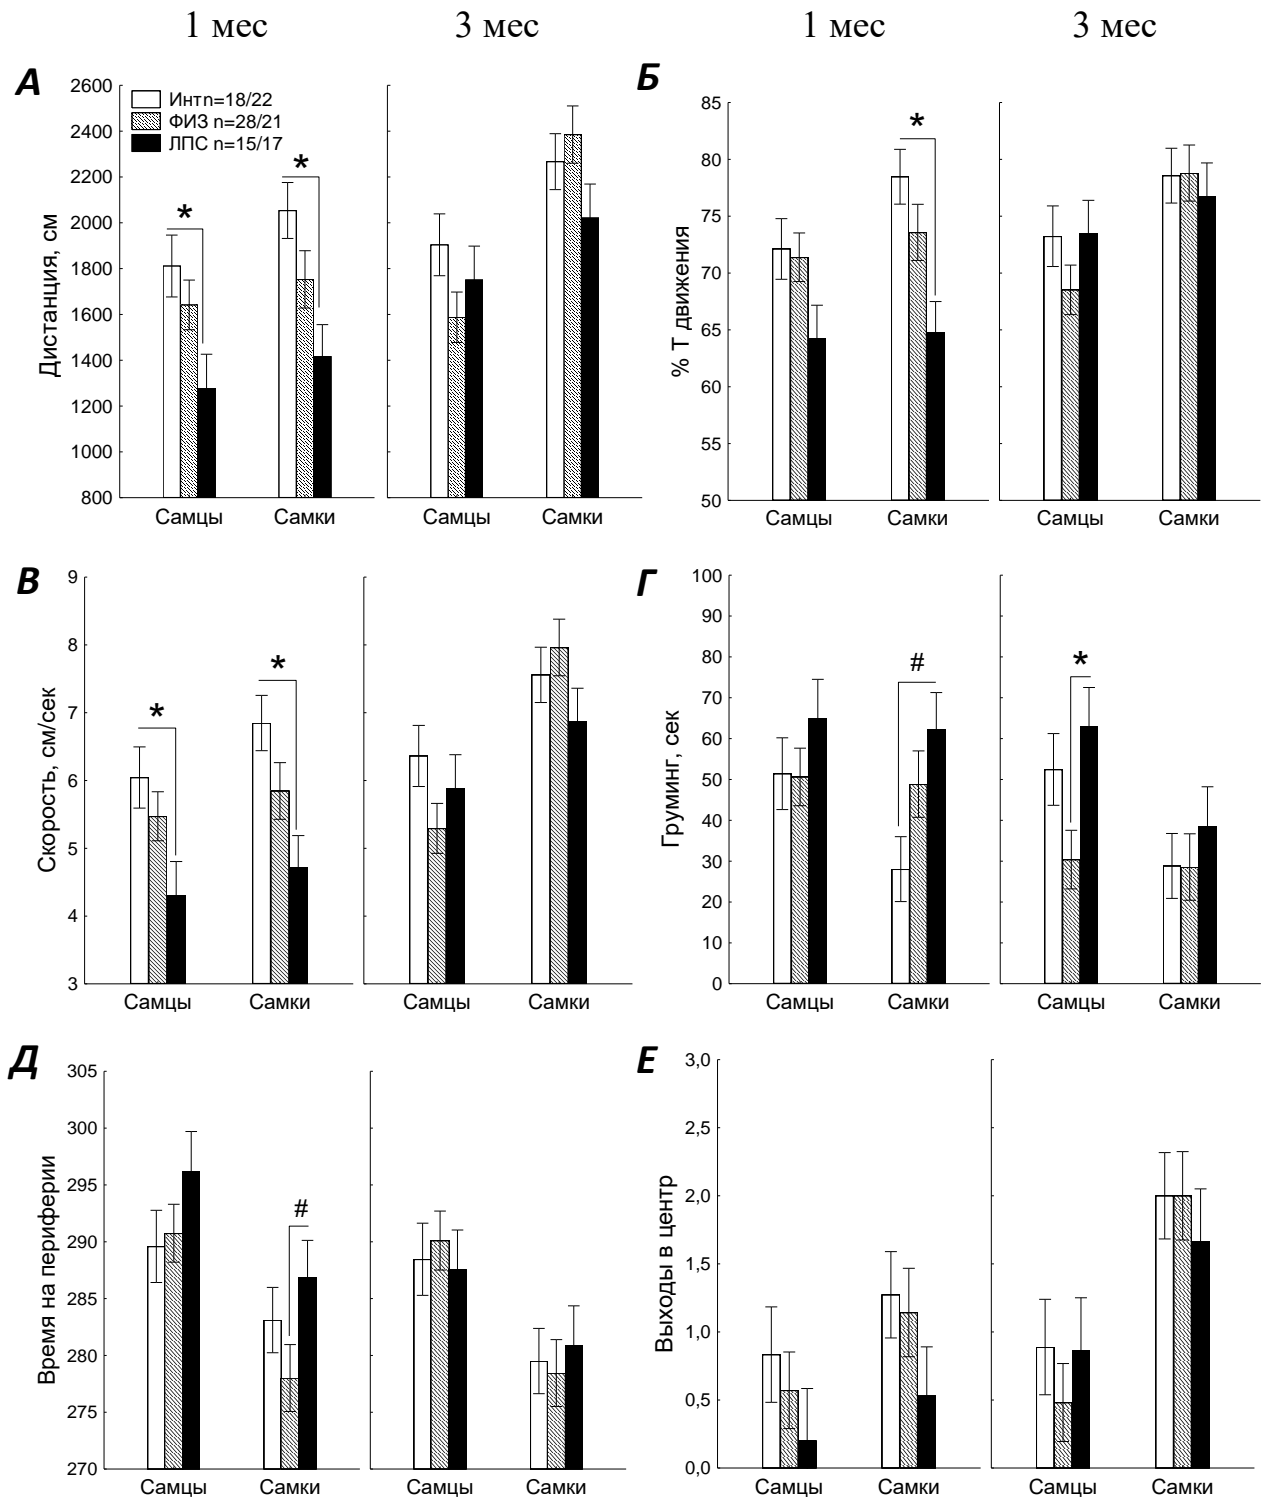 1 мес 3 мес 1 мес 3 мес
А
Дистанция, см
2600
2400
2200
2000
1800
1600
1400
1200
1000
800
Интn=18/22
ФИЗ n=28/21
ЛПС n=15/17
*
*
Самцы Самки Самцы Самки
Б
% T движения
85
80
75
70
65
60
55
50
*
Самцы Самки Самцы Самки
В
Скорость, см/сек
9
8
7
6
5
4
3
*
*
Самцы Самки Самцы Самки
Г
Груминг, сек
100
90
80
70
60
50
40
30
20
10
0
#
*
Самцы Самки Самцы Самки
Д
Время на периферии
305
300
295
290
285
280
275
270
#
Самцы Самки Самцы Самки
Е
Выходы в центр
3,0
2,5
2,0
1,5
1,0
0,5
0,0
Самцы Самки Самцы Самки